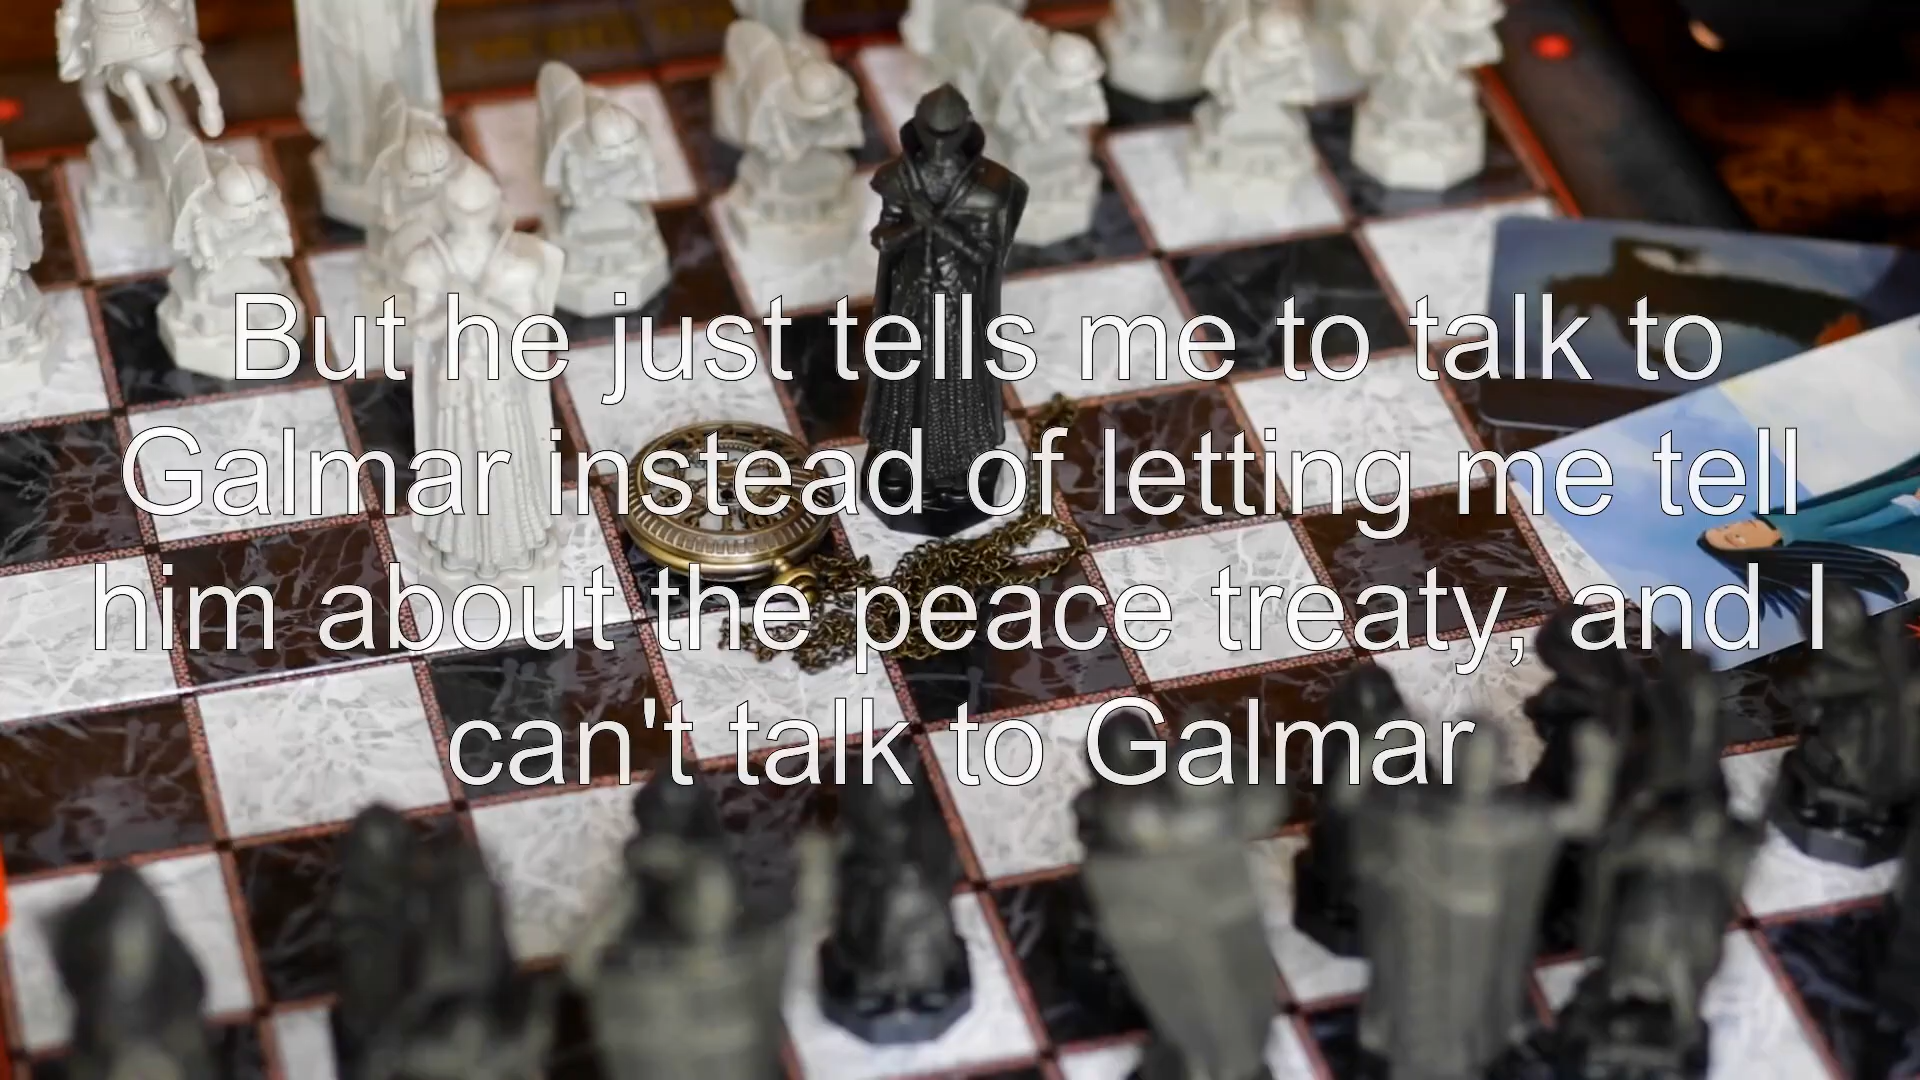 But he just tells me to talk to
Galmar instead of letting me tell
him about the peace treaty, and I
can't talk to Galmar